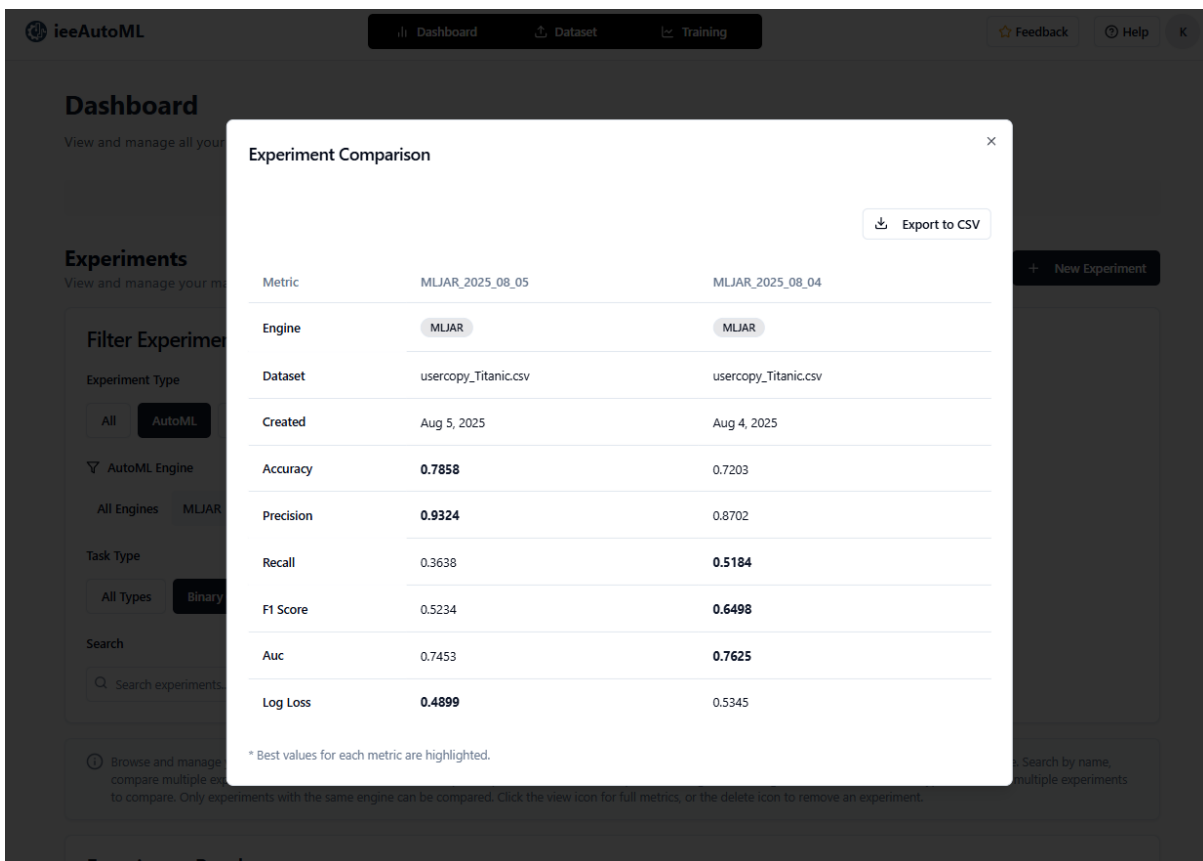 ieeAutoML
Dashboard
Dataset
Training
Feedback
Help
K
Dashboard
View and manage all your
Experiment Comparison
Export to CSV
Experiments
View and manage your
New Experiment
Metric MLJAR_2025_08_05 MLJAR_2025_08_04
Engine MLJAR MLJAR
Dataset usercopy_Titanic.csv usercopy_Titanic.csv
Created Aug 5, 2025 Aug 4, 2025
Accuracy 0.7858 0.7203
Precision 0.9324 0.8702
Recall 0.3638 0.5184
F1 Score 0.5234 0.6498
Auc 0.7453 0.7625
Log Loss 0.4899 0.5345
* Best values for each metric are highlighted.
Filter
Experiment Type
All
AutoML
AutoML Engine
All Engines
MLJAR
Task Type
All Types
Binary
Search
Search experiments..
Browse and manage
. Search by name,
compare multiple
multiple experiments
to compare. Only experiments with the same engine can be compared. Click the view icon for full metrics, or the delete icon to remove an experiment.